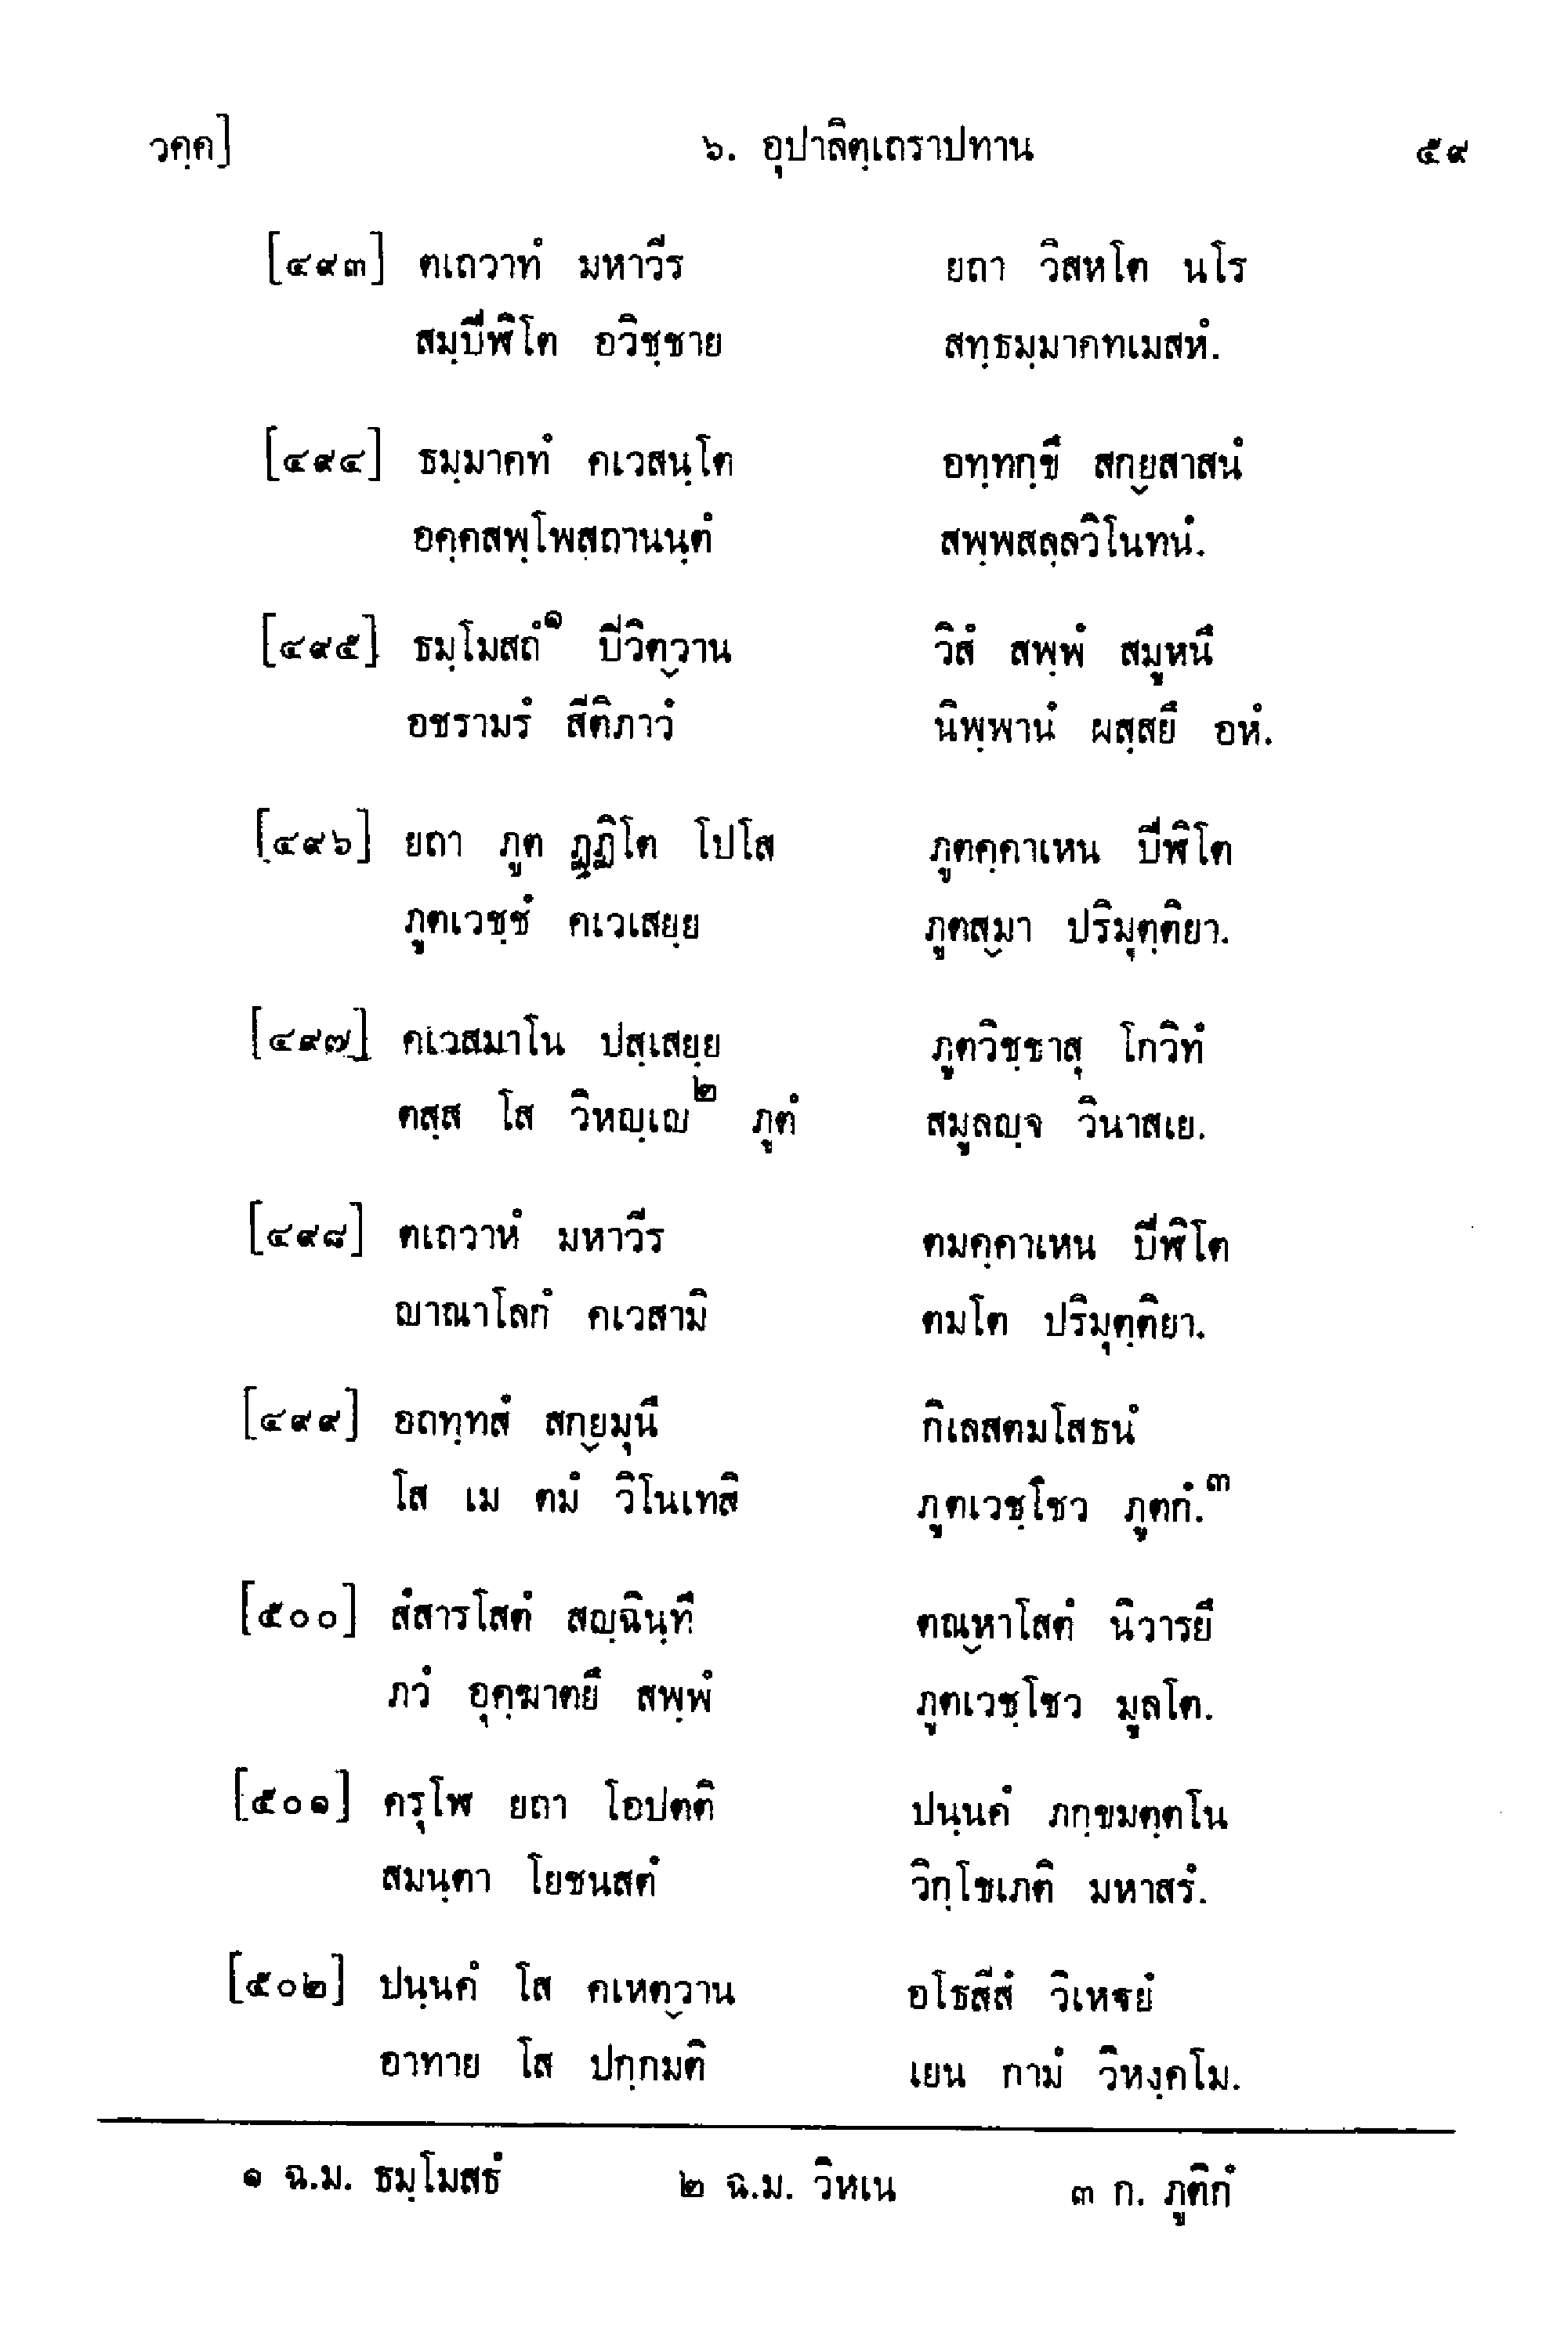 วคฺค] ๖. อุปาลิตฺเถราปทาน ๕๙
[๔๙๓] ตเถวาหํ มหาวีร ยถา วิสหโต นโร
สมฺปีฬิโต อวิชฺชาย สทฺธมฺมาคทเมสหํ.
[๔๙๔] ธมฺมาคทํ คเวสนฺโต อทฺทกฺขึ สกฺยสาสนํ
อคฺคสพฺโพสถานนฺตํ สพฺพสลฺลวิโนทนํ.
[๔๙๕] ธมฺโมสถํ๑ ปีวิตฺวาน วิสํ สพฺพํ สมูหนึ
อชรามรํ สีติภาวํ นิพฺพานํ ผสฺสยึ อหํ.
[๔๙๖] ยถา ภูต ฏฺฏิโต โปโส ภูตคฺคาเหน ปีฬิโต
ภูตเวชฺชํ คเวเสยฺย ภูตสฺมา ปริมุตฺติยา.
[๔๙๗] คเวสมาโน ปสฺเสยฺย ภูตวิชฺชาสุ โกวิทํ
ตสฺส โส วิหญฺเญ๒ ภูตํ สมูลญฺจ วินาสเย.
[๔๙๘] ตเถวาหํ มหาวีร ตมคฺคาเหน ปีฬิโต
ญาณาโลกํ คเวสามิ ตมโต ปริมุตฺติยา.
[๔๙๙] อถทฺทสํ สกฺยมุนึ กิเลสตมโสธนํ
โส เม ตมํ วิโนเทสิ ภูตเวชฺโชว ภูตกํ.๓
[๕๐๐] สํสารโสตํ สญฺฉินฺทึ ตณฺหาโสตํ นิวารยึ
ภวํ อุคฺฆาตยึ สพฺพํ ภูตเวชฺโชว มูลโต.
[๕๐๑] ครุโฬ ยถา โอปตติ ปนฺนคํ ภกฺขมตฺตโน
สมนฺตา โยชนสตํ วิกฺโขเภติ มหาสรํ.
[๕๐๒] ปนฺนคํ โส คเหตฺวาน อโธสีสํ วิเหฐยํ
อาทาย โส ปกฺกมติ เยน กามํ วิหงฺคโม.
๑ ฉ.ม. ธมฺโมสธํ ๒ ฉ.ม. วิหเน ๓ ก. ภูติกํ